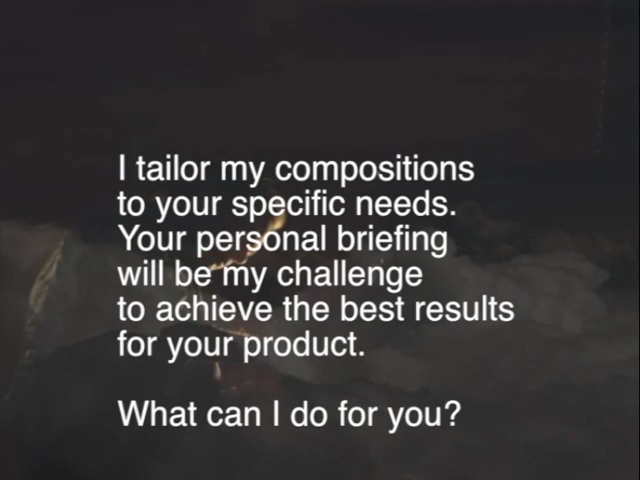 I tailor my compositions
to your specific needs.
Your personal briefing
will be my challenge
to achieve the best results
for your product.
What can I do for you?